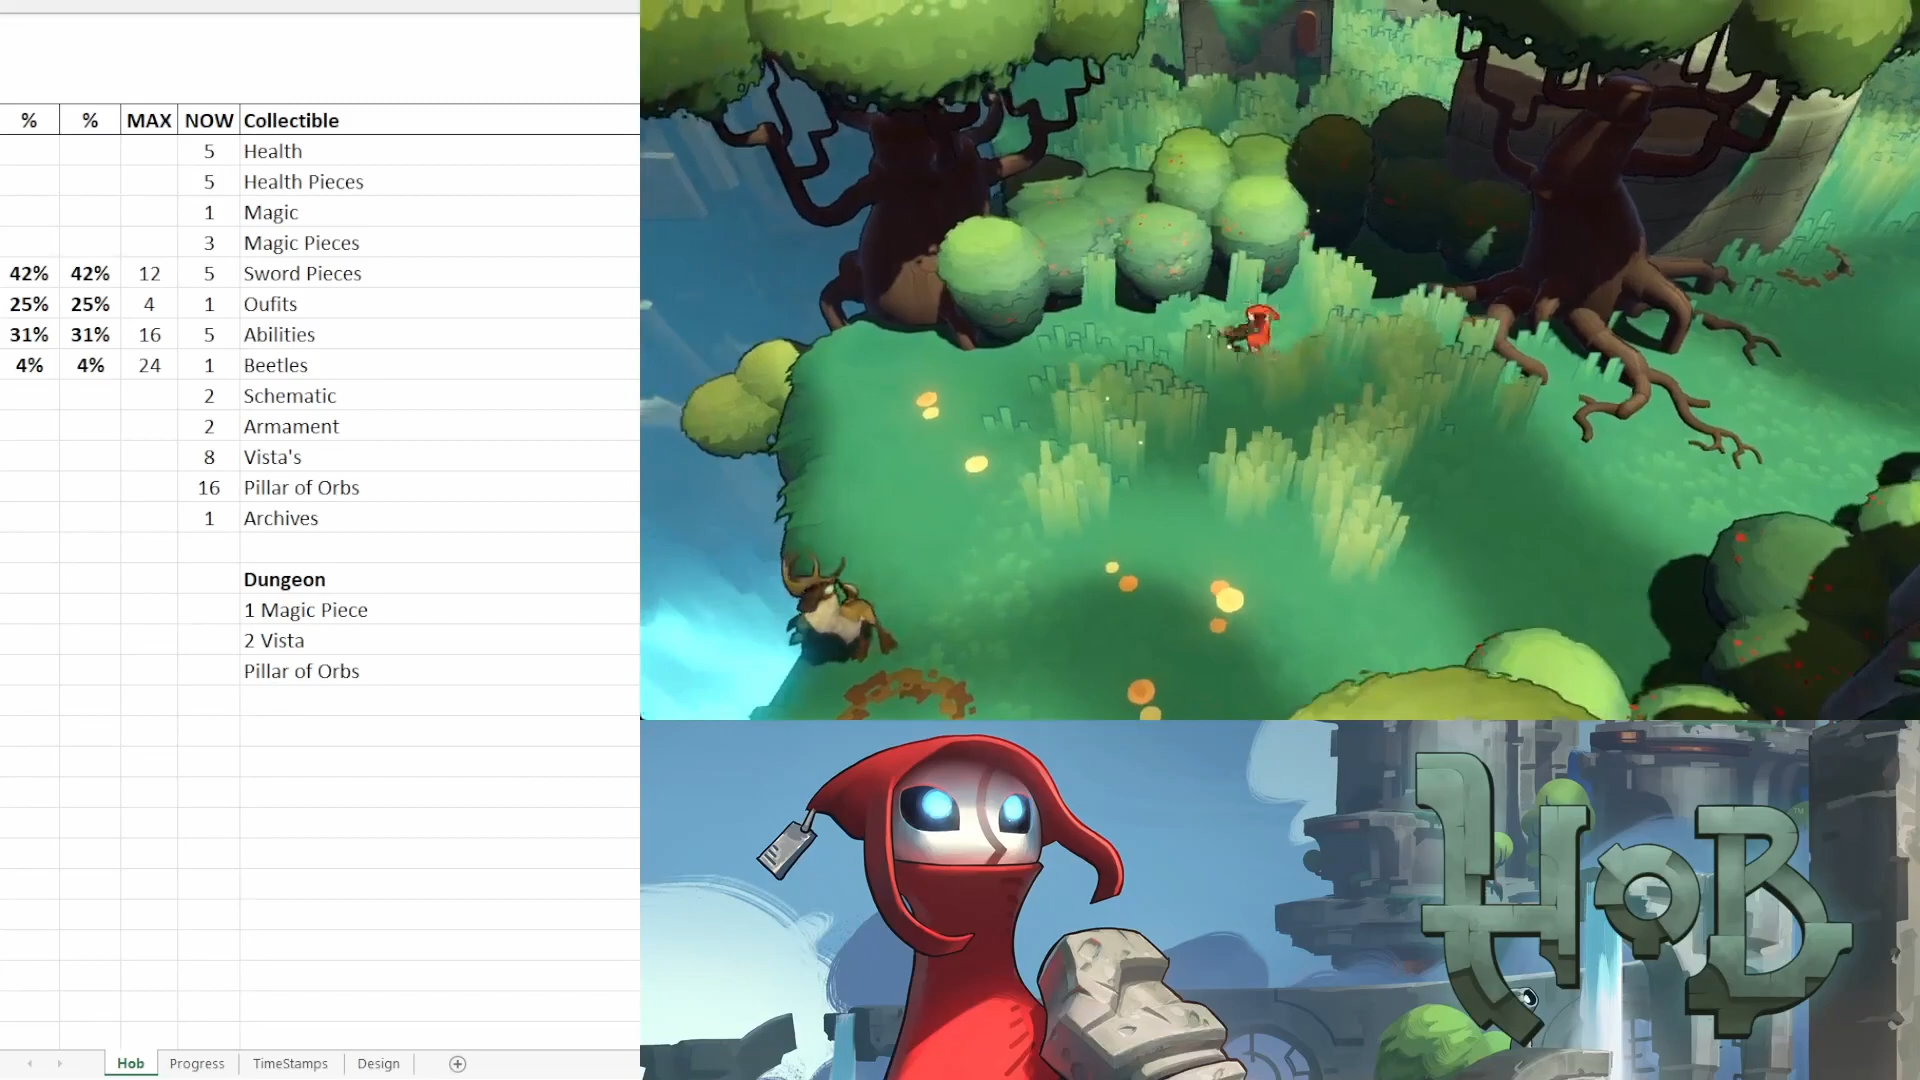 % % MAX NOW Collectible
5 Health
5 Health Pieces
1 Magic
3 Magic Pieces
42% 42% 12 5 Sword Pieces
25% 25% 4 1 Oufits
31% 31% 16 5 Abilities
4% 4% 24 1 Beetles
2 Schematic
2 Armament
8 Vista's
16 Pillar of Orbs
1 Archives
Dungeon
1 Magic Piece
2 Vista
Pillar of Orbs
Hob Progress TimeStamps Design
HOB
TM